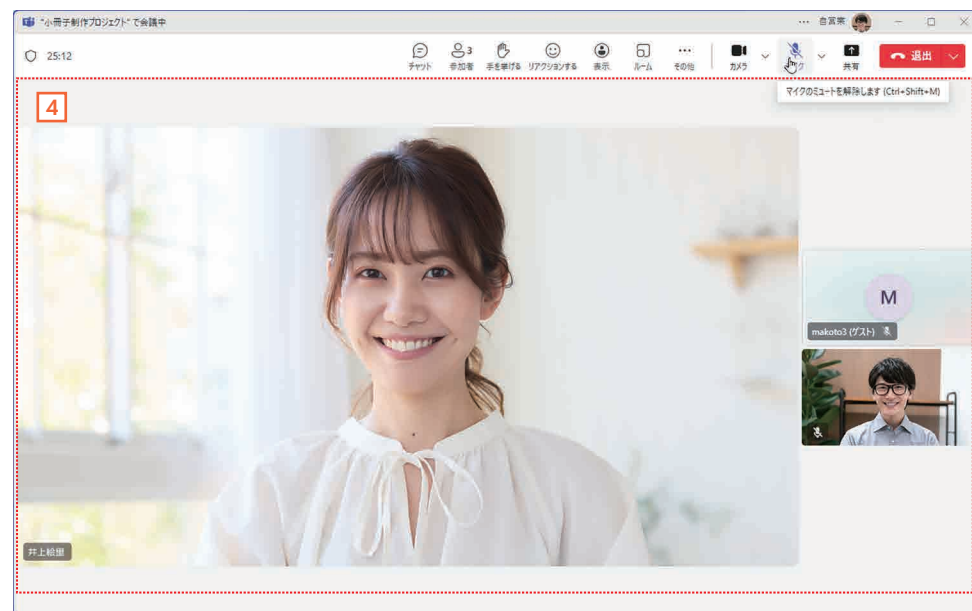 "小冊子制作プロジェクト" で会議中
自営業
25:12
チャット
3
参加者
手を挙げる
リアクションする
表示
ルーム
その他
カメラ
共有
退出
マイクのミュートを解除します (Ctrl+Shift+M)
4
M
makoto3 (ゲスト)
井上絵里